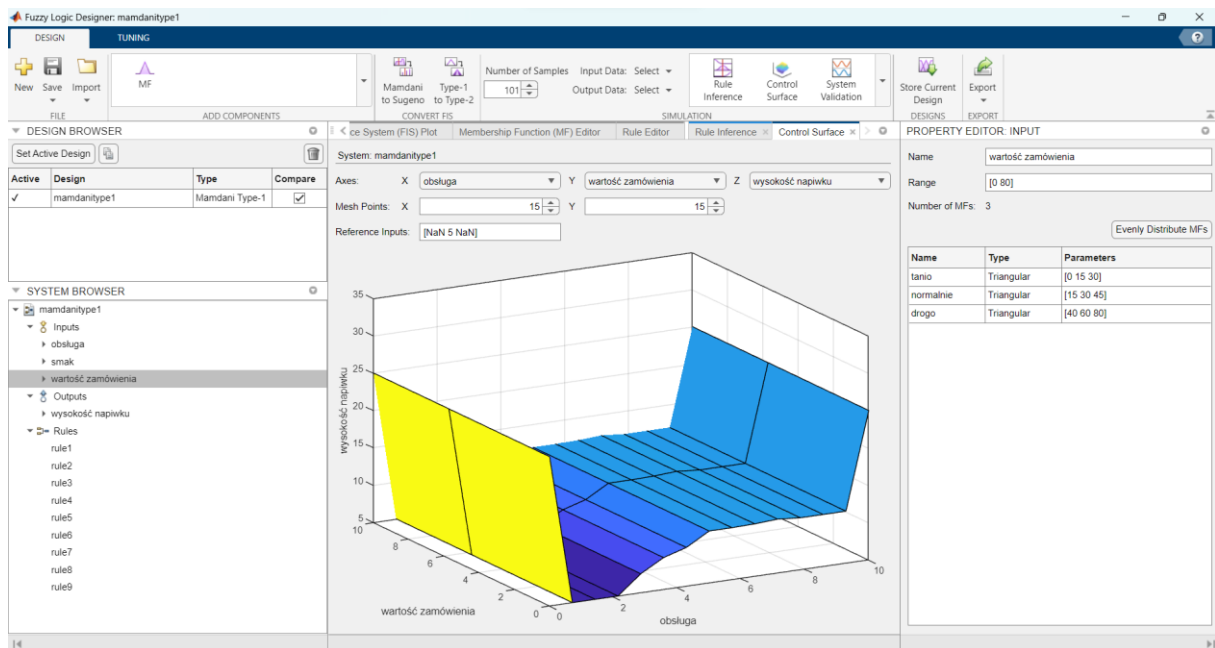 Fuzzy Logic Designer: mamdanitype1
DESIGN TUNING
New Save Import
FILE
MF
ADD COMPONENTS
Mamdani to Sugeno
Type-1 to Type-2
CONVERT FIS
Number of Samples Input Data: Select
101 Output Data: Select
Rule Inference
Control Surface
System Validation
SIMULATION
Store Current Design
DESIGNS
Export
EXPORT
DESIGN BROWSER
Set Active Design
Active Design Type Compare
mamdanitype1 Mamdani Type-1
SYSTEM BROWSER
mamdanitype1
Inputs
obsługa
smak
wartość zamówienia
Outputs
wysokość napiwku
Rules
rule1
rule2
rule3
rule4
rule5
rule6
rule7
rule8
rule9
ce System (FIS) Plot Membership Function (MF) Editor Rule Editor Rule Inference Control Surface
System: mamdanitype1
Axes: X obsługa Y wartość zamówienia Z wysokość napiwku
Mesh Points: X 15 Y 15
Reference Inputs: [NaN 5 NaN]
35
30
25
20
15
10
5
wysokość napiwku
10
8
6
4
2
0
wartość zamówienia
0
2
4
6
8
10
obsługa
PROPERTY EDITOR: INPUT
Name wartość zamówienia
Range [0 80]
Number of MFs: 3
Evenly Distribute MFs
Name Type Parameters
tanio Triangular [0 15 30]
normalnie Triangular [15 30 45]
drogo Triangular [40 60 80]